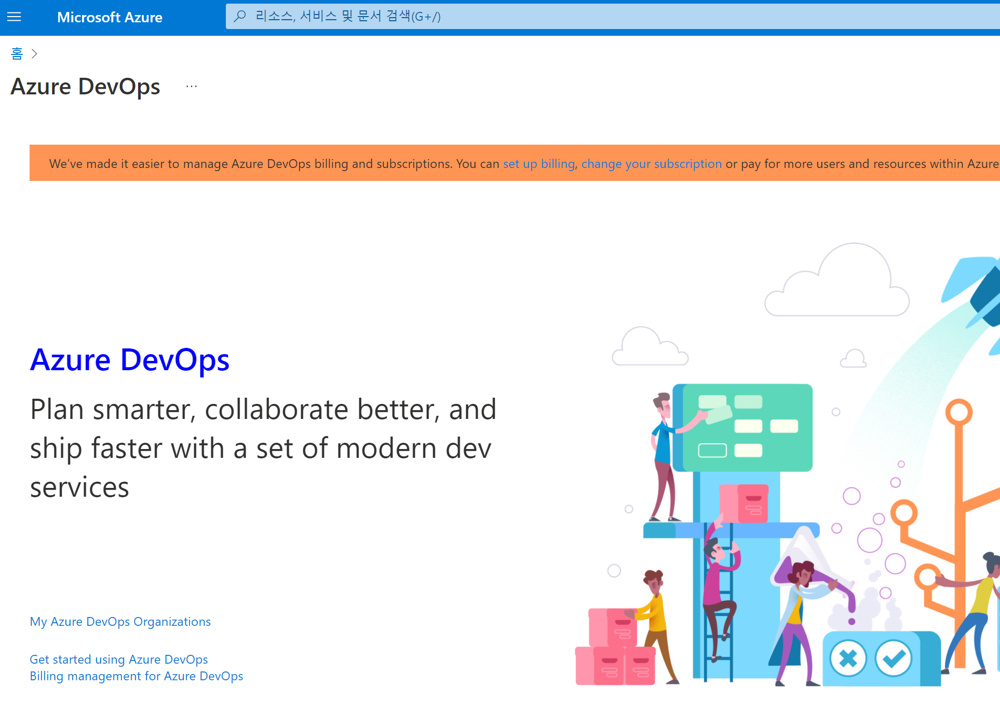 Microsoft Azure
리소스, 서비스 및 문서 검색(G+/)
홈
Azure DevOps ...
We’ve made it easier to manage Azure DevOps billing and subscriptions. You can set up billing, change your subscription or pay for more users and resources within Azure
Azure DevOps
Plan smarter, collaborate better, and
ship faster with a set of modern dev
services
My Azure DevOps Organizations
Get started using Azure DevOps
Billing management for Azure DevOps